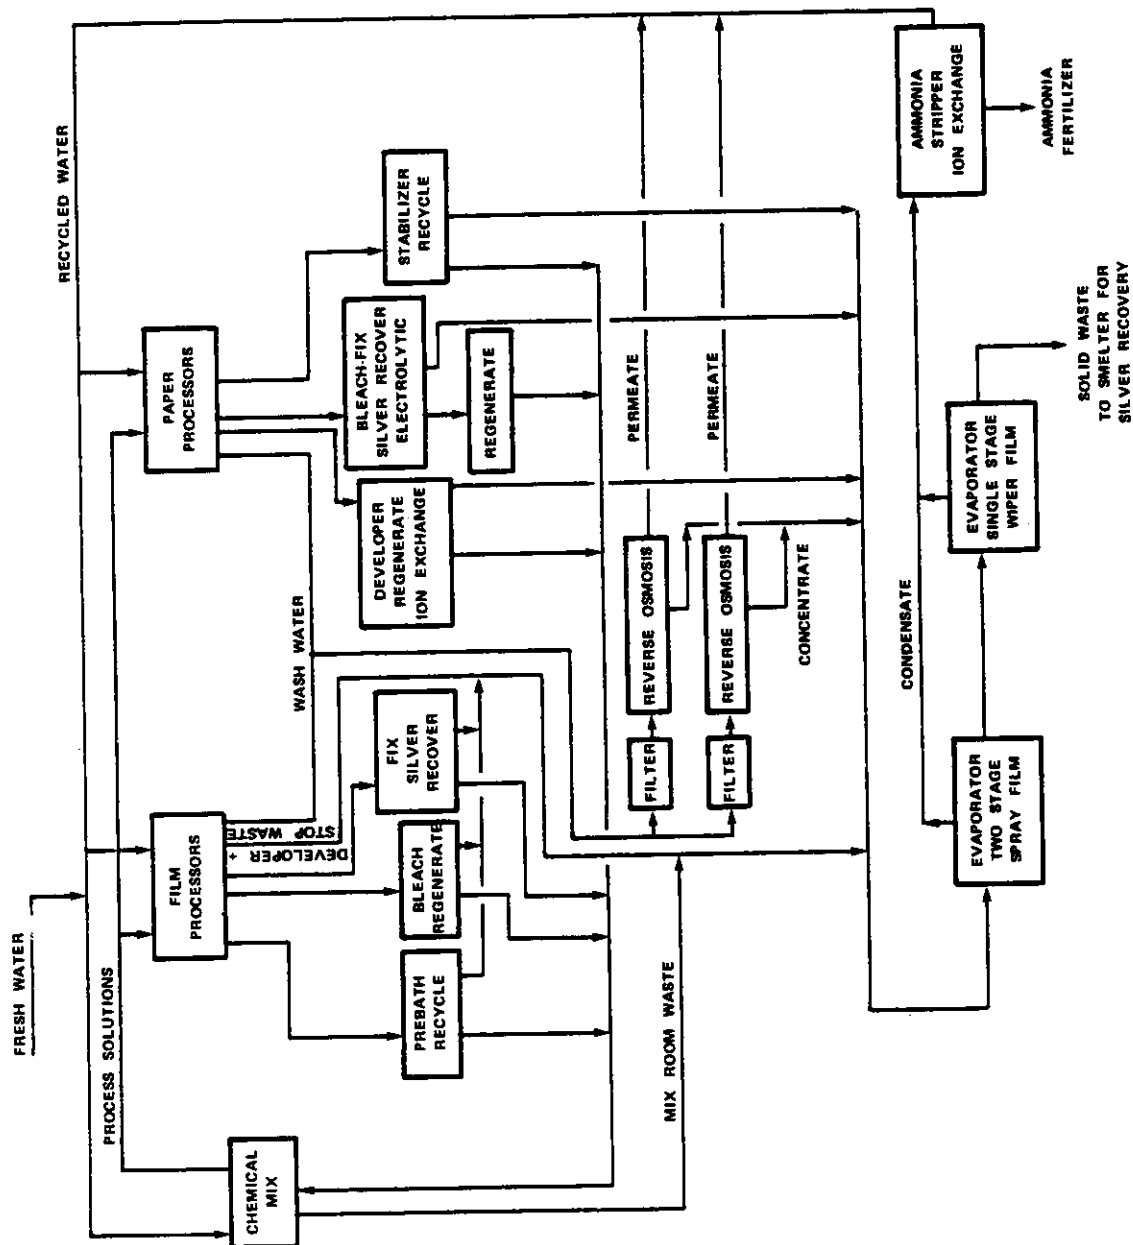 FRESH WATER
RECYCLED WATER
PROCESS SOLUTIONS
CHEMICAL
MIX
FILM
PROCESSORS
PAPER
PROCESSORS
WASH WATER
DEVELOPER +
STOP WASTE
PREBATH
RECYCLE
BLEACH
REGENERATE
FIX
SILVER
RECOVER
DEVELOPER
REGENERATE
ION EXCHANGE
BLEACH-FIX
SILVER RECOVER
ELECTROLYTIC
REGENERATE
STABILIZER
RECYCLE
MIX ROOM WASTE
FILTER
REVERSE OSMOSIS
PERMEATE
FILTER
REVERSE OSMOSIS
PERMEATE
CONCENTRATE
CONDENSATE
EVAPORATOR
TWO STAGE
SPRAY FILM
EVAPORATOR
SINGLE STAGE
WIPER FILM
AMMONIA
STRIPPER
ION EXCHANGE
SOLID WASTE
TO SMELTER FOR
SILVER RECOVERY
AMMONIA
FERTILIZER